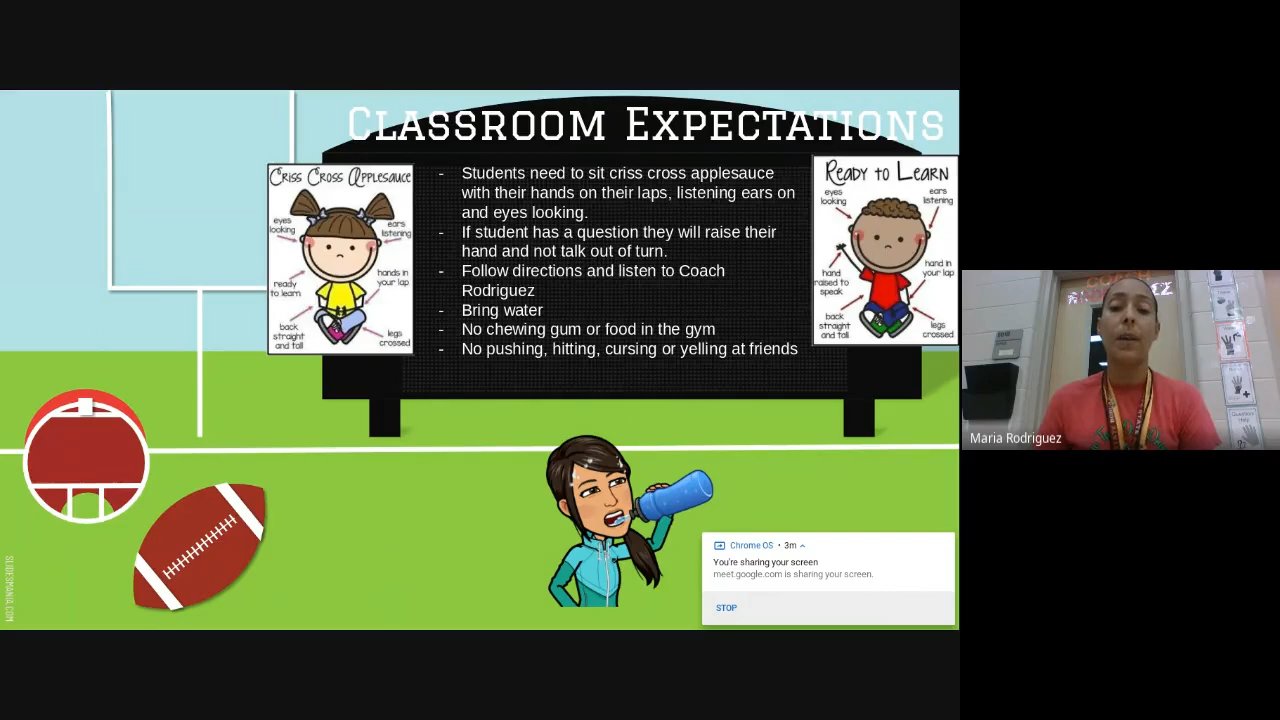 Classroom Expectations
Criss Cross Applesauce
eyes
looking
ears
listening
ready
to learn
hands in
your lap
back
straight
and tall
legs
crossed
- Students need to sit criss cross applesauce
with their hands on their laps, listening ears on
and eyes looking.
- If student has a question they will raise their
hand and not talk out of turn.
- Follow directions and listen to Coach
Rodriguez
- Bring water
- No chewing gum or food in the gym
- No pushing, hitting, cursing or yelling at friends
Ready to Learn
eyes
looking
ears
listening
hand
raised to
speak
hand in
your lap
back
straight
and tall
legs
crossed
SLIDESMANIA.COM
Chrome OS • 3m
You're sharing your screen
meet.google.com is sharing your screen.
STOP
COACH
Maria Rodriguez